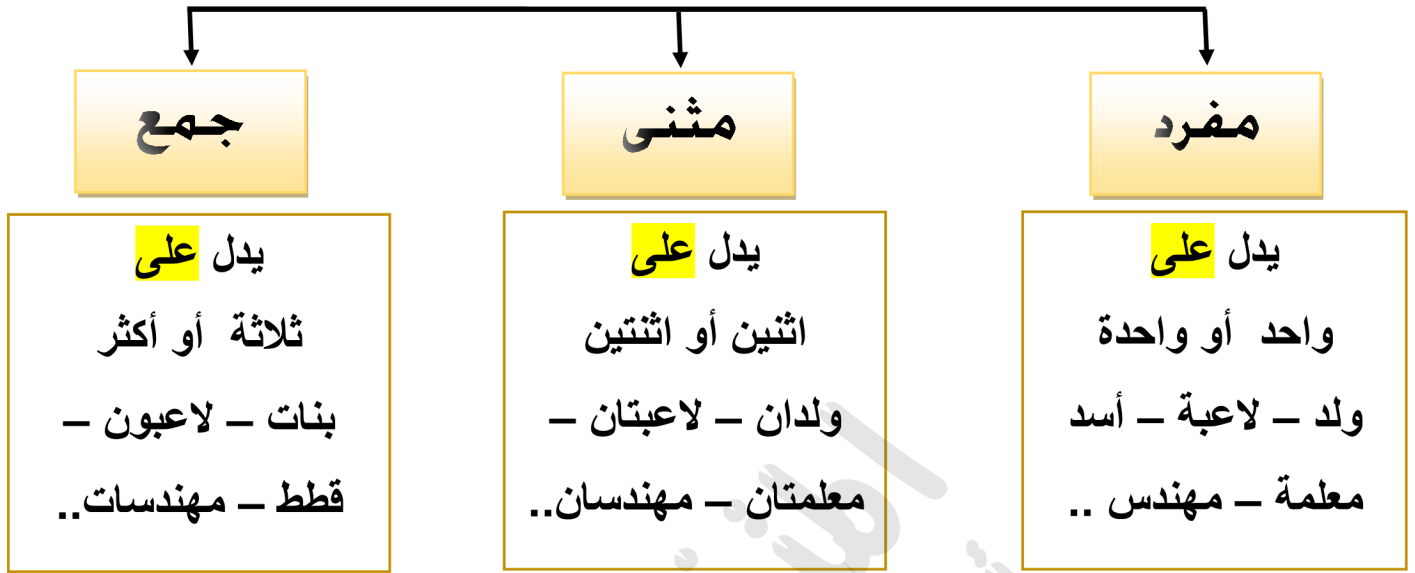 مفرد
يدل على
واحد أو واحدة
ولد – لاعبة – أسد
معلمة – مهندس ..
مثنى
يدل على
اثنين أو اثنتين
ولدان – لاعبتان –
معلمتان – مهندسان..
جمع
يدل على
ثلاثة أو أكثر
بنات – لاعبون –
قطط – مهندسات..